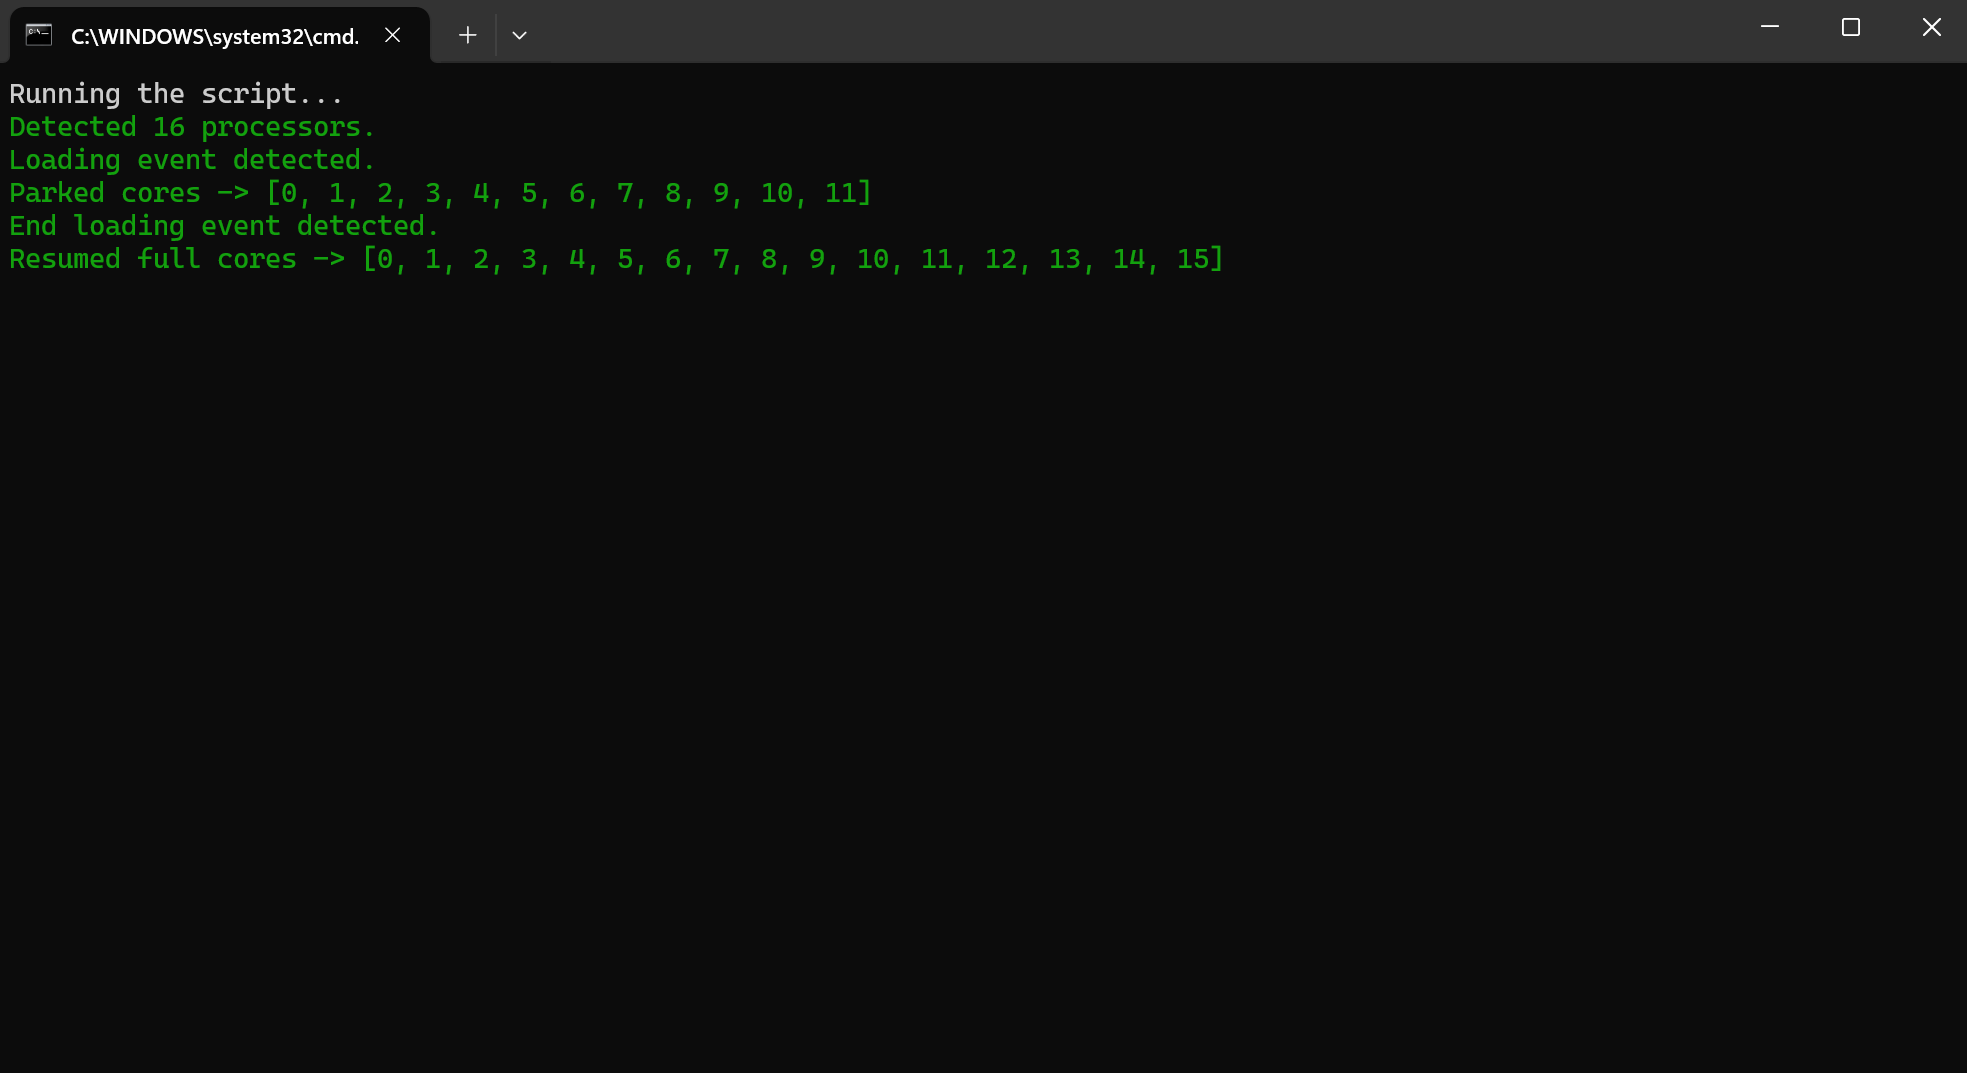 C:\WINDOWS\system32\cmd.
Running the script...
Detected 16 processors.
Loading event detected.
Parked cores -> [0, 1, 2, 3, 4, 5, 6, 7, 8, 9, 10, 11]
End loading event detected.
Resumed full cores -> [0, 1, 2, 3, 4, 5, 6, 7, 8, 9, 10, 11, 12, 13, 14, 15]